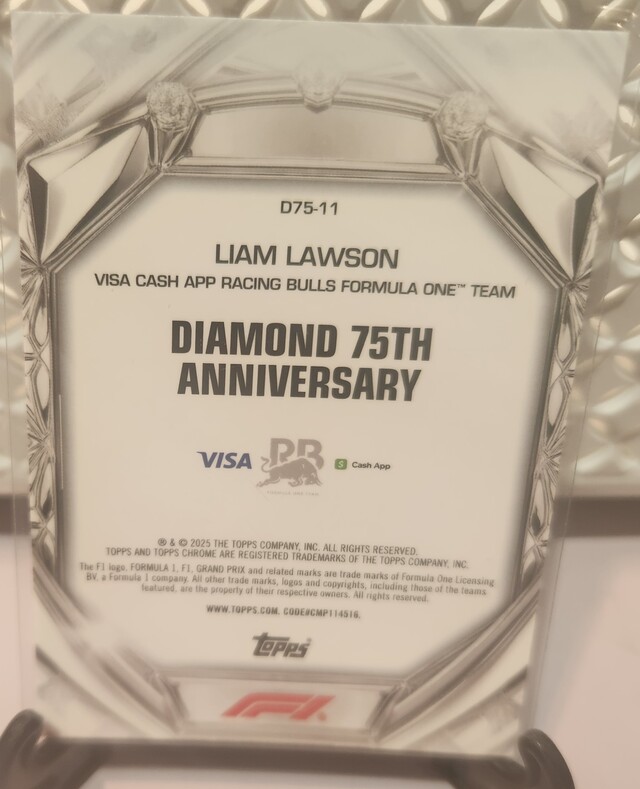 D75-11
LIAM LAWSON
VISA CASH APP RACING BULLS FORMULA ONE™ TEAM
DIAMOND 75TH
ANNIVERSARY
VISA RB Cash App
® & © 2025 THE TOPPS COMPANY, INC. ALL RIGHTS RESERVED.
TOPPS AND TOPPS CHROME ARE REGISTERED TRADEMARKS OF THE TOPPS COMPANY, INC.
The F1 logo, FORMULA 1, F1, GRAND PRIX and related marks are trade marks of Formula One Licensing
BV, a Formula 1 company. All other trade marks, logos and copyrights, including those of the teams
featured, are the property of their respective owners. All rights reserved.
WWW.TOPPS.COM. CODE#CMP114516.
Topps
F1